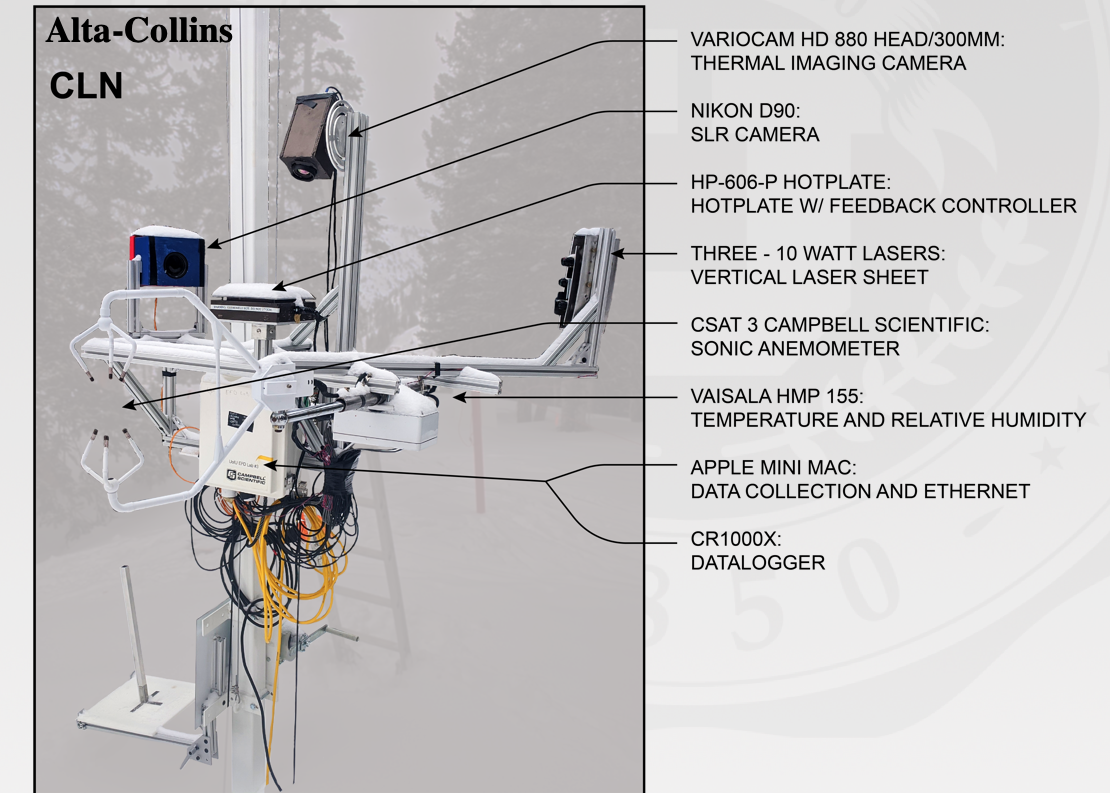 Alta-Collins
CLN
VARIOCAM HD 880 HEAD/300MM:
THERMAL IMAGING CAMERA
NIKON D90:
SLR CAMERA
HP-606-P HOTPLATE:
HOTPLATE W/ FEEDBACK CONTROLLER
THREE - 10 WATT LASERS:
VERTICAL LASER SHEET
CSAT 3 CAMPBELL SCIENTIFIC:
SONIC ANEMOMETER
VAISALA HMP 155:
TEMPERATURE AND RELATIVE HUMIDITY
APPLE MINI MAC:
DATA COLLECTION AND ETHERNET
CR1000X:
DATALOGGER
CAMPBELL
SCIENTIFIC
850